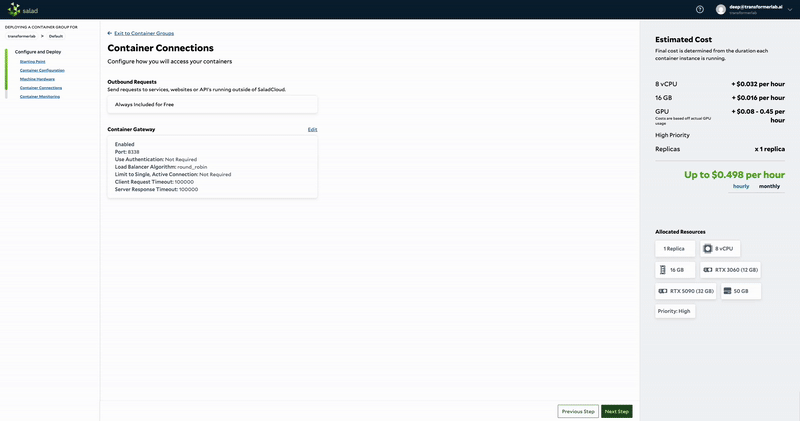 salad
deep@transformerlab.ai
transformerlab
DEPLOYING A CONTAINER GROUP FOR
transformerlab > Default
Configure and Deploy
Starting Point
Container Configuration
Machine Hardware
Container Connections
Container Monitoring
Exit to Container Groups
Container Connections
Configure how you will access your containers
Outbound Requests
Send requests to services, websites or API's running outside of SaladCloud.
Always Included for Free
Container Gateway Edit
Enabled
Port: 8338
Use Authentication: Not Required
Load Balancer Algorithm: round_robin
Limit to Single, Active Connection: Not Required
Client Request Timeout: 100000
Server Response Timeout: 100000
Previous Step Next Step
Estimated Cost
Final cost is determined from the duration each
container instance is running.
8 vCPU + $0.032 per hour
16 GB + $0.016 per hour
GPU + $0.08 - 0.45 per
hour
Costs are based off actual GPU
usage
High Priority
Replicas x 1 replica
Up to $0.498 per hour
hourly monthly
Allocated Resources
1 Replica 8 vCPU
16 GB RTX 3060 (12 GB)
RTX 5090 (32 GB) 50 GB
Priority: High